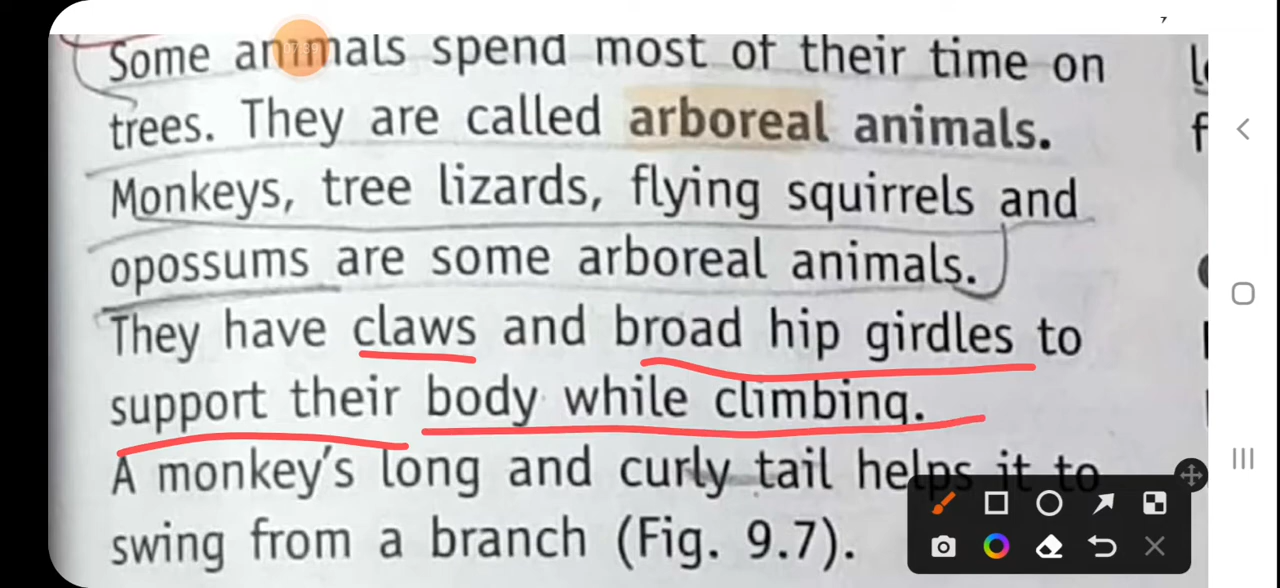 Some animals spend most of their time on
trees. They are called arboreal animals.
Monkeys, tree lizards, flying squirrels and
opossums are some arboreal animals.
They have claws and broad hip girdles to
support their body while climbing.
A monkey's long and curly tail helps it to
swing from a branch (Fig. 9.7).